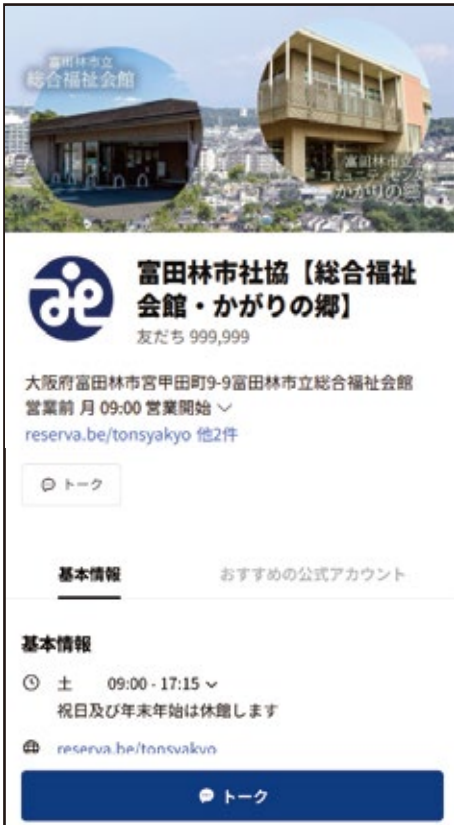 富田林市立
総合福祉会館
富田林市立
コミュニティセンター
かがりの郷
富田林市社協【総合福祉
会館・かがりの郷】
友だち 999,999
大阪府富田林市宮甲田町9-9富田林市立総合福祉会館
営業前 月 09:00 営業開始
reserva.be/tonsyakyo 他2件
トーク
基本情報
おすすめの公式アカウント
基本情報
土 09:00 - 17:15
祝日及び年末年始は休館します
reserva.be/tonsyakyo
トーク